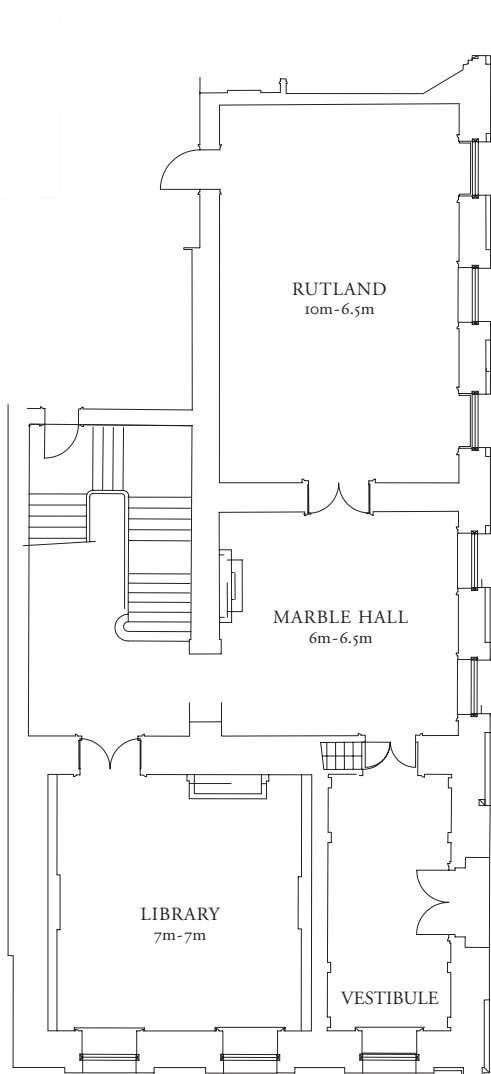 RUTLAND
10m-6.5m
MARBLE HALL
6m-6.5m
LIBRARY
7m-7m
VESTIBULE